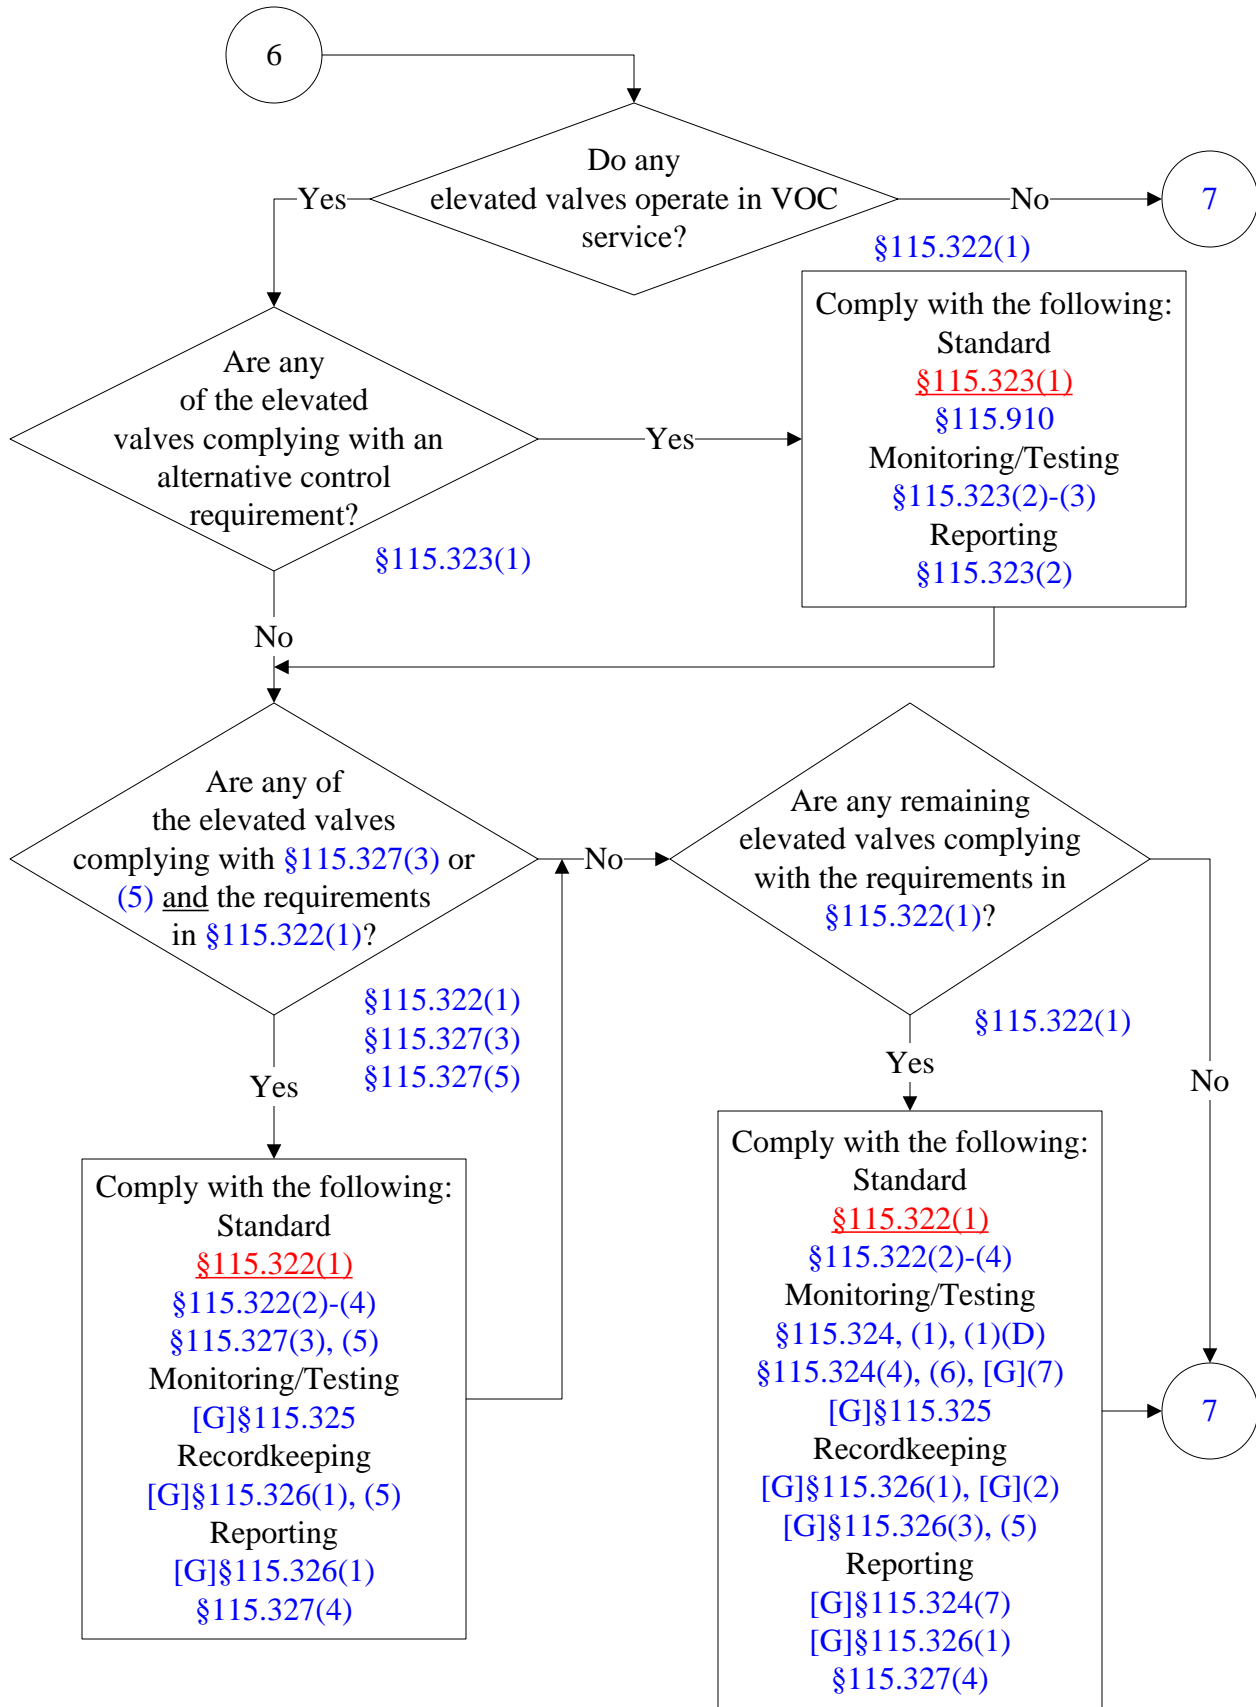 6
Do any
elevated valves operate in VOC
service?
Yes
No
7
§115.322(1)
Comply with the following:
Standard
§115.323(1)
§115.910
Monitoring/Testing
§115.323(2)-(3)
Reporting
§115.323(2)
Are any
of the elevated
valves complying with an
alternative control
requirement?
Yes
§115.323(1)
No
Are any of
the elevated valves
complying with §115.327(3) or
(5) and the requirements
in §115.322(1)?
No
§115.322(1)
§115.327(3)
§115.327(5)
Yes
Are any remaining
elevated valves complying
with the requirements in
§115.322(1)?
§115.322(1)
Yes
No
Comply with the following:
Standard
§115.322(1)
§115.322(2)-(4)
§115.327(3), (5)
Monitoring/Testing
[G]§115.325
Recordkeeping
[G]§115.326(1), (5)
Reporting
[G]§115.326(1)
§115.327(4)
Comply with the following:
Standard
§115.322(1)
§115.322(2)-(4)
Monitoring/Testing
§115.324, (1), (1)(D)
§115.324(4), (6), [G](7)
[G]§115.325
Recordkeeping
[G]§115.326(1), [G](2)
[G]§115.326(3), (5)
Reporting
[G]§115.324(7)
[G]§115.326(1)
§115.327(4)
7